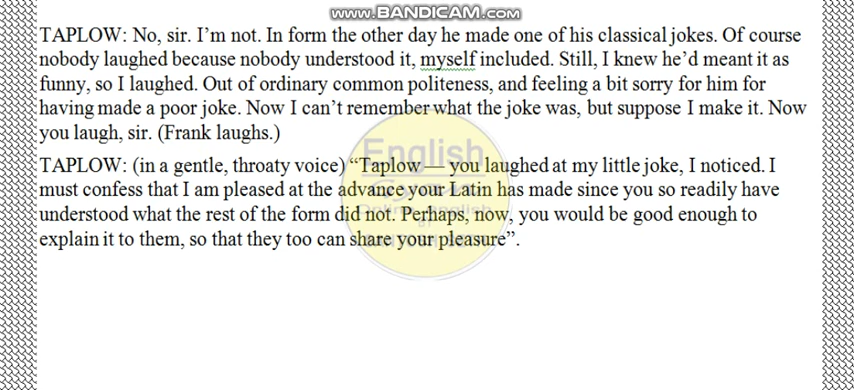 www.BANDICAM.com
TAPLOW: No, sir. I’m not. In form the other day he made one of his classical jokes. Of course
nobody laughed because nobody understood it, myself included. Still, I knew he’d meant it as
funny, so I laughed. Out of ordinary common politeness, and feeling a bit sorry for him for
having made a poor joke. Now I can’t remember what the joke was, but suppose I make it. Now
you laugh, sir. (Frank laughs.)
English
TAPLOW: (in a gentle, throaty voice) “Taplow — you laughed at my little joke, I noticed. I
must confess that I am pleased at the advance your Latin has made since you so readily have
understood what the rest of the form did not. Perhaps, now, you would be good enough to
explain it to them, so that they too can share your pleasure”.